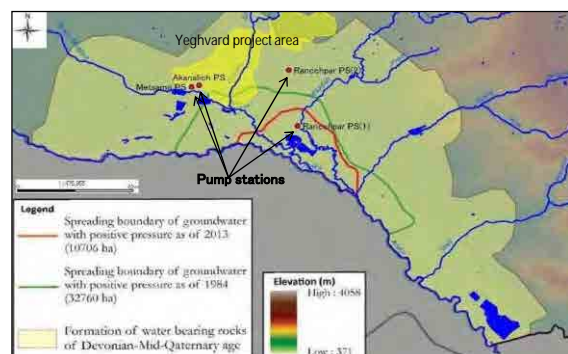 Yeghvard project area
Akanalich PS
Metsamor PS
Ranchpar PS(2)
Ranchpar PS(1)
Pump stations
Legend
Spreading boundary of groundwater
with positive pressure as of 2013
(10706 ha)
Spreading boundary of groundwater
with positive pressure as of 1984
(32760 ha)
Formation of water bearing rocks
of Devonian-Mid-Quternary age
Elevation (m)
High : 4058
Low : 371